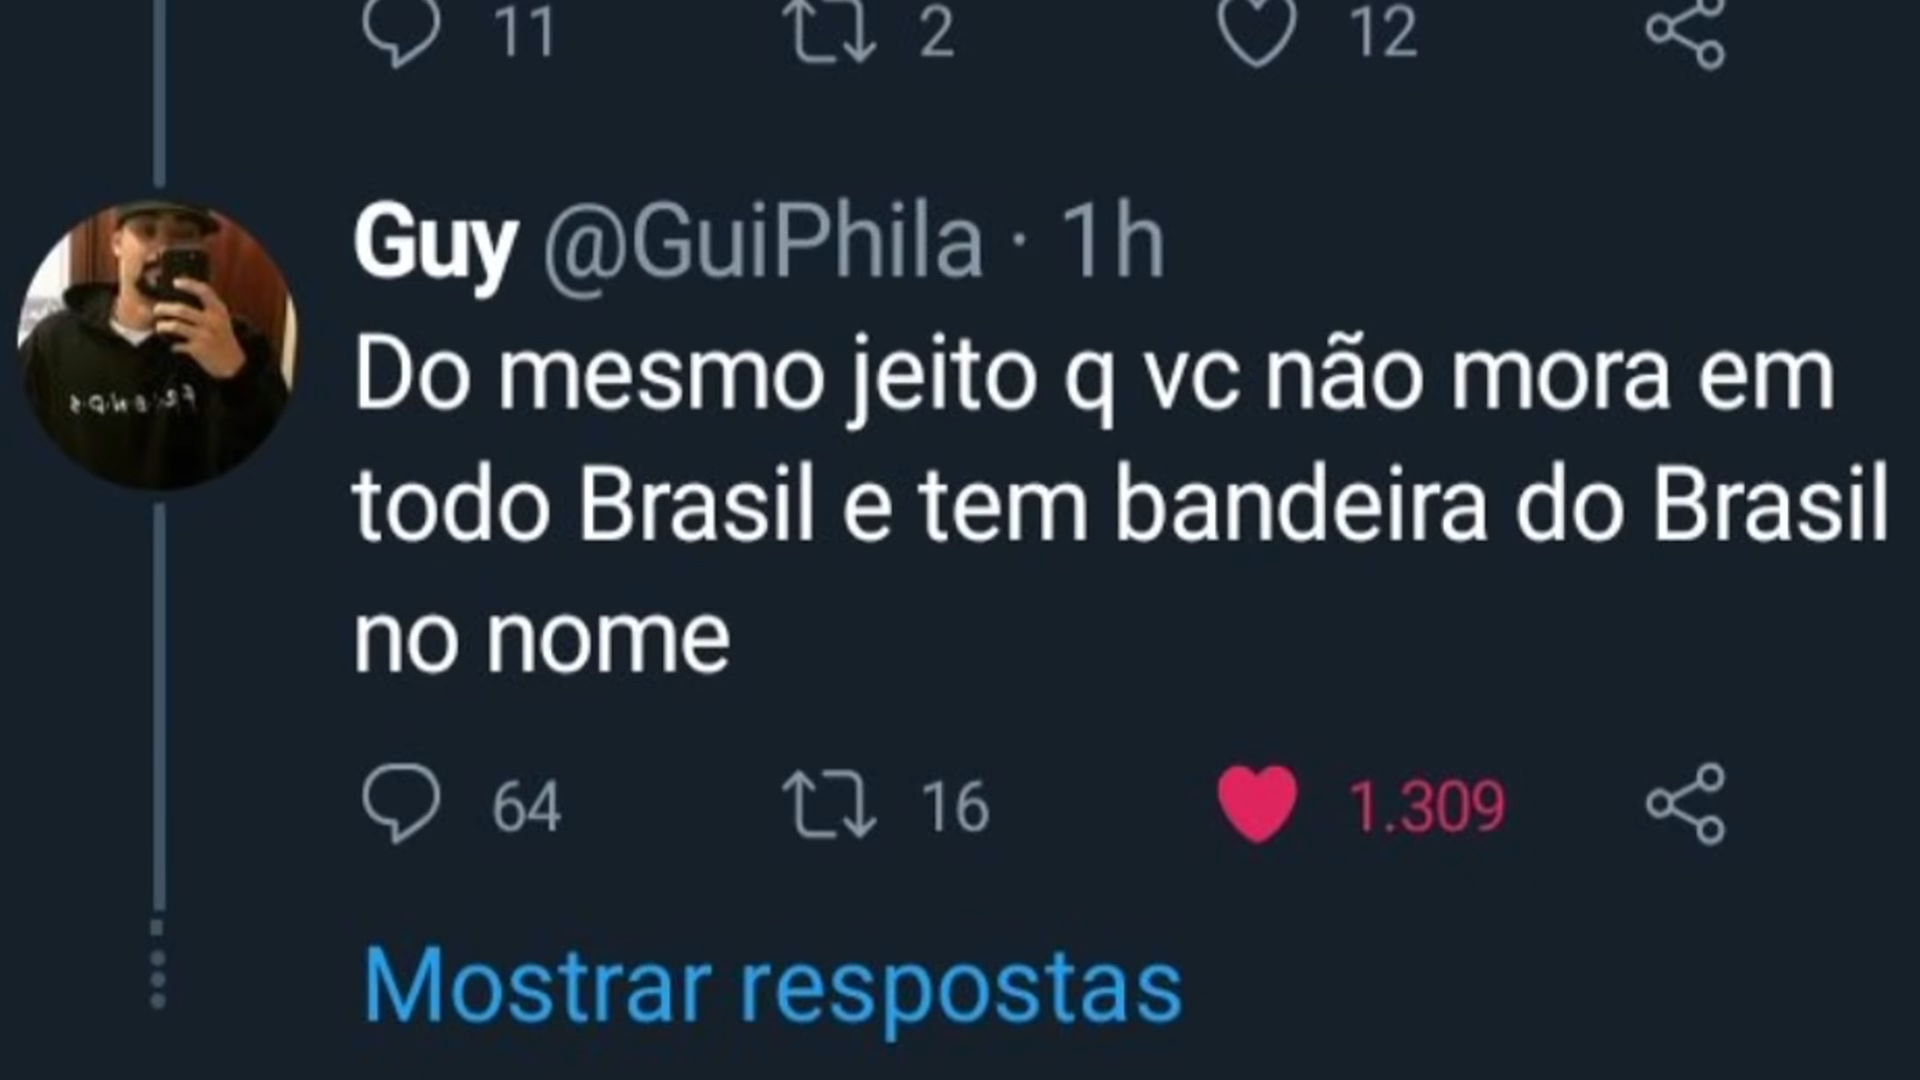 11 2 12
Guy @GuiPhila · 1h
Do mesmo jeito q vc não mora em
todo Brasil e tem bandeira do Brasil
no nome
64 16 1.309
Mostrar respostas